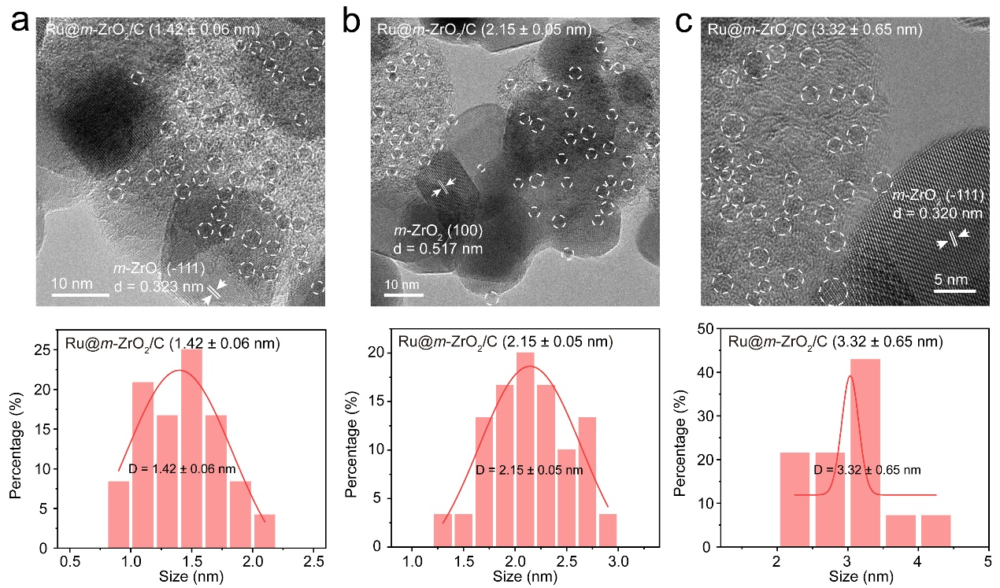 a
Ru@m-ZrO2/C (1.42 ± 0.06 nm)
m-ZrO2 (-111)
d = 0.323 nm
10 nm
b
Ru@m-ZrO2/C (2.15 ± 0.05 nm)
m-ZrO2 (100)
d = 0.517 nm
10 nm
c
Ru@m-ZrO2/C (3.32 ± 0.65 nm)
m-ZrO2 (-111)
d = 0.320 nm
5 nm
Ru@m-ZrO2/C (1.42 ± 0.06 nm)
D = 1.42 ± 0.06 nm
Percentage (%)
0
5
10
15
20
25
0.5
1.0
1.5
2.0
2.5
Size (nm)
Ru@m-ZrO2/C (2.15 ± 0.05 nm)
D = 2.15 ± 0.05 nm
Percentage (%)
0
5
10
15
20
1.0
1.5
2.0
2.5
3.0
Size (nm)
Ru@m-ZrO2/C (3.32 ± 0.65 nm)
D = 3.32 ± 0.65 nm
Percentage (%)
0
10
20
30
40
50
2
3
4
5
Size (nm)